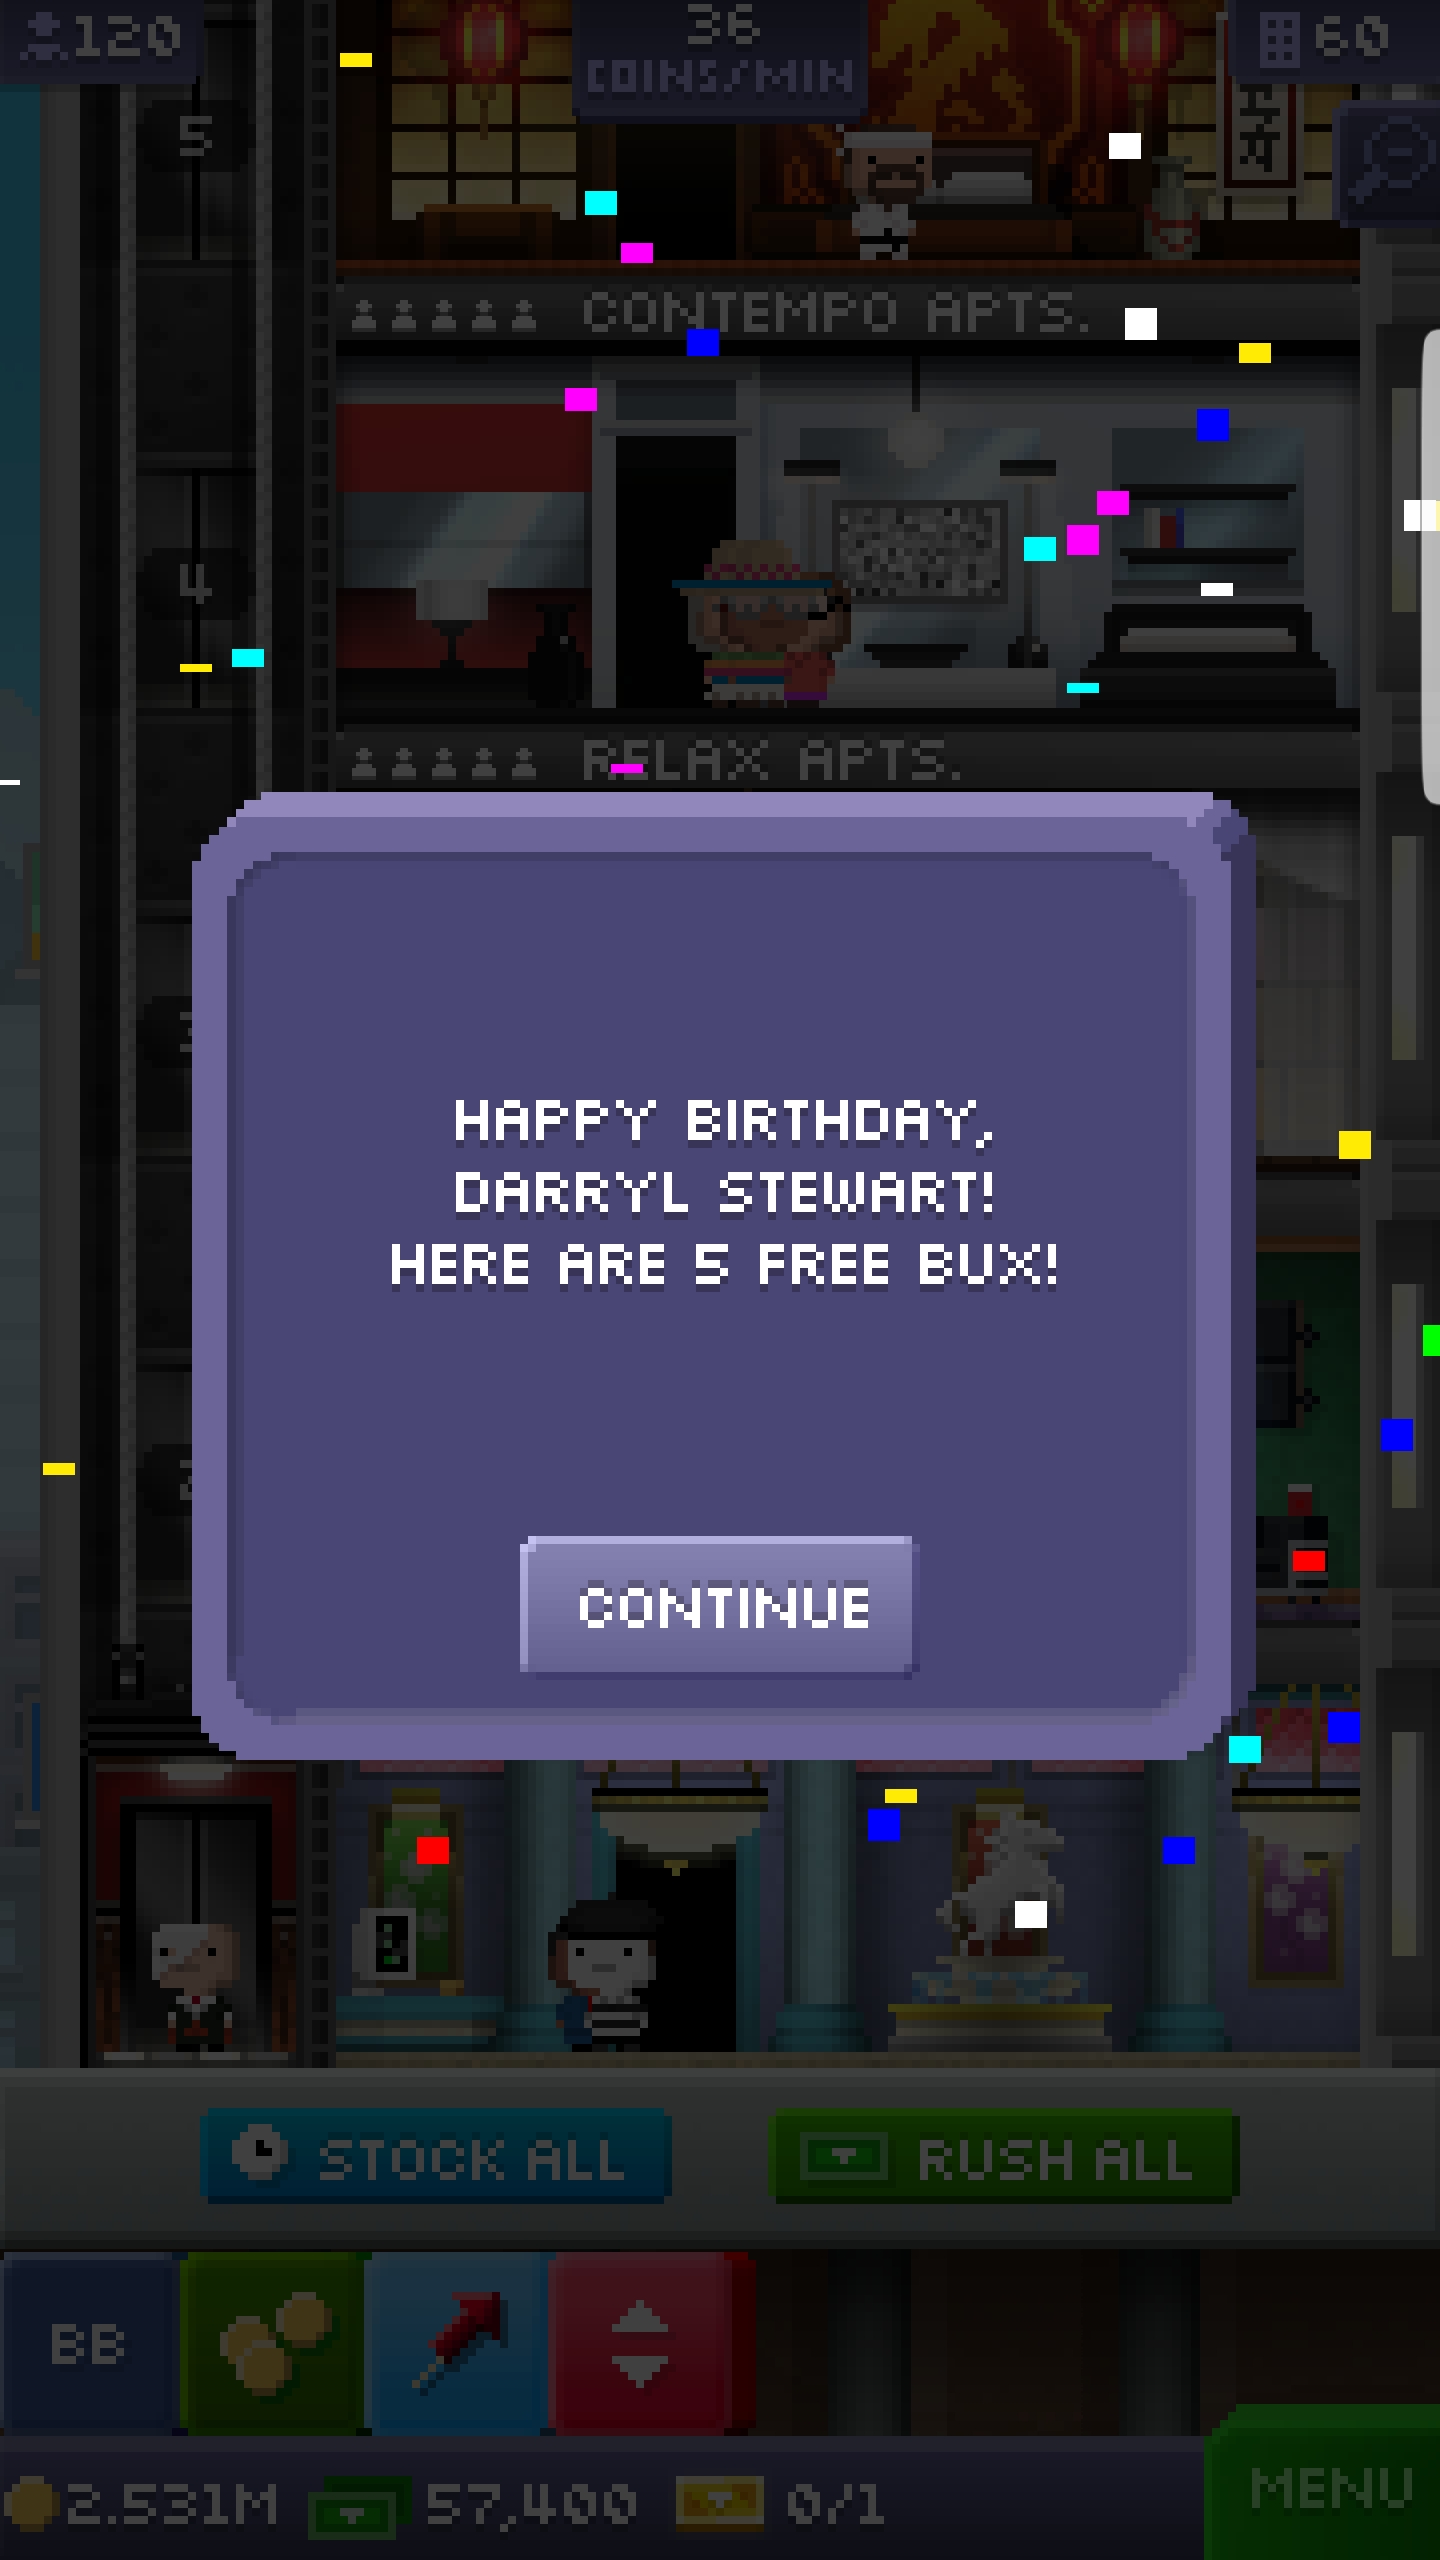 120
36
COINS/MIN
60
5
CONTEMPO APTS.
4
RELAX APTS.
HAPPY BIRTHDAY,
DARRYL STEWART!
HERE ARE 5 FREE BUX!
CONTINUE
STOCK ALL
RUSH ALL
BB
2.531M
57,400
0/1
MENU